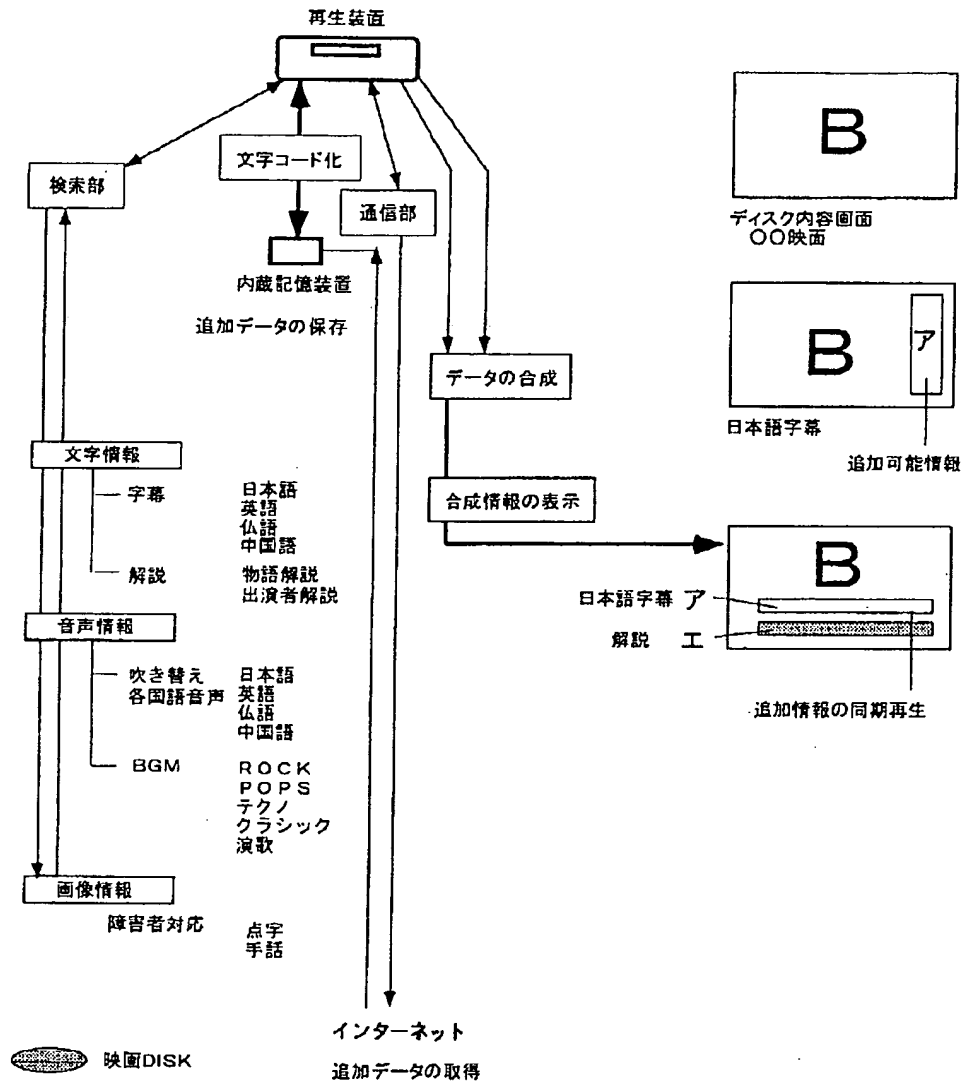 再生装置
文字コード化
検索部
通信部
内蔵記憶装置
追加データの保存
データの合成
合成情報の表示
文字情報
字幕
日本語
英語
仏語
中国語
解説
物語解説
出演者解説
音声情報
吹き替え
各国語音声
日本語
英語
仏語
中国語
BGM
ROCK
POPS
テクノ
クラシック
演歌
画像情報
障害者対応
点字
手話
インターネット
追加データの取得
映画DISK
B
ディスク内容画面
〇〇映画
B
ア
日本語字幕
追加可能情報
B
日本語字幕 ア
解説 エ
追加情報の同期再生